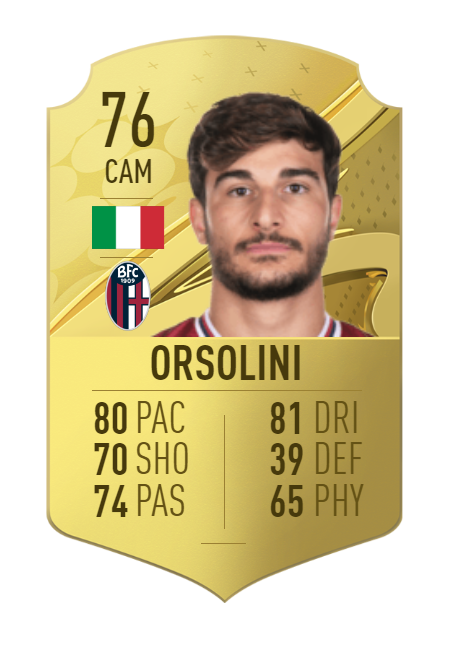 76
CAM
BFC
1909
ORSOLINI
80 PAC
70 SHO
74 PAS
81 DRI
39 DEF
65 PHY